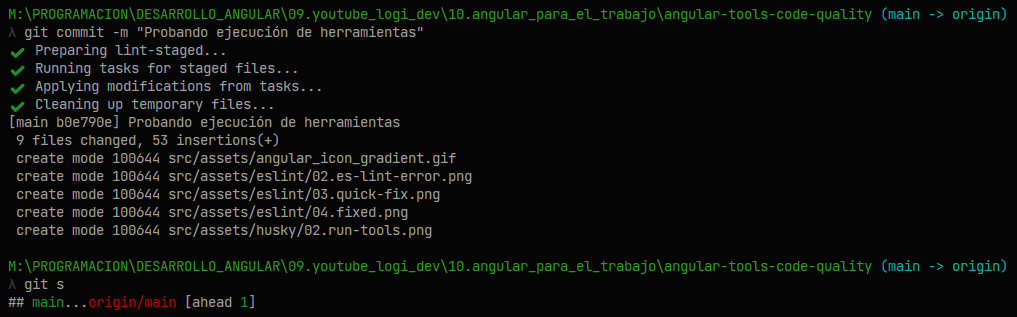 M:\PROGRAMACION\DESARROLLO_ANGULAR\09.youtube_logi_dev\10.angular_para_el_trabajo\angular-tools-code-quality (main -> origin)
λ git commit -m "Probando ejecución de herramientas"
✔ Preparing lint-staged...
✔ Running tasks for staged files...
✔ Applying modifications from tasks...
✔ Cleaning up temporary files...
[main b0e790e] Probando ejecución de herramientas
9 files changed, 53 insertions(+)
create mode 100644 src/assets/angular_icon_gradient.gif
create mode 100644 src/assets/eslint/02.es-lint-error.png
create mode 100644 src/assets/eslint/03.quick-fix.png
create mode 100644 src/assets/eslint/04.fixed.png
create mode 100644 src/assets/husky/02.run-tools.png
M:\PROGRAMACION\DESARROLLO_ANGULAR\09.youtube_logi_dev\10.angular_para_el_trabajo\angular-tools-code-quality (main -> origin)
λ git s
## main...origin/main [ahead 1]